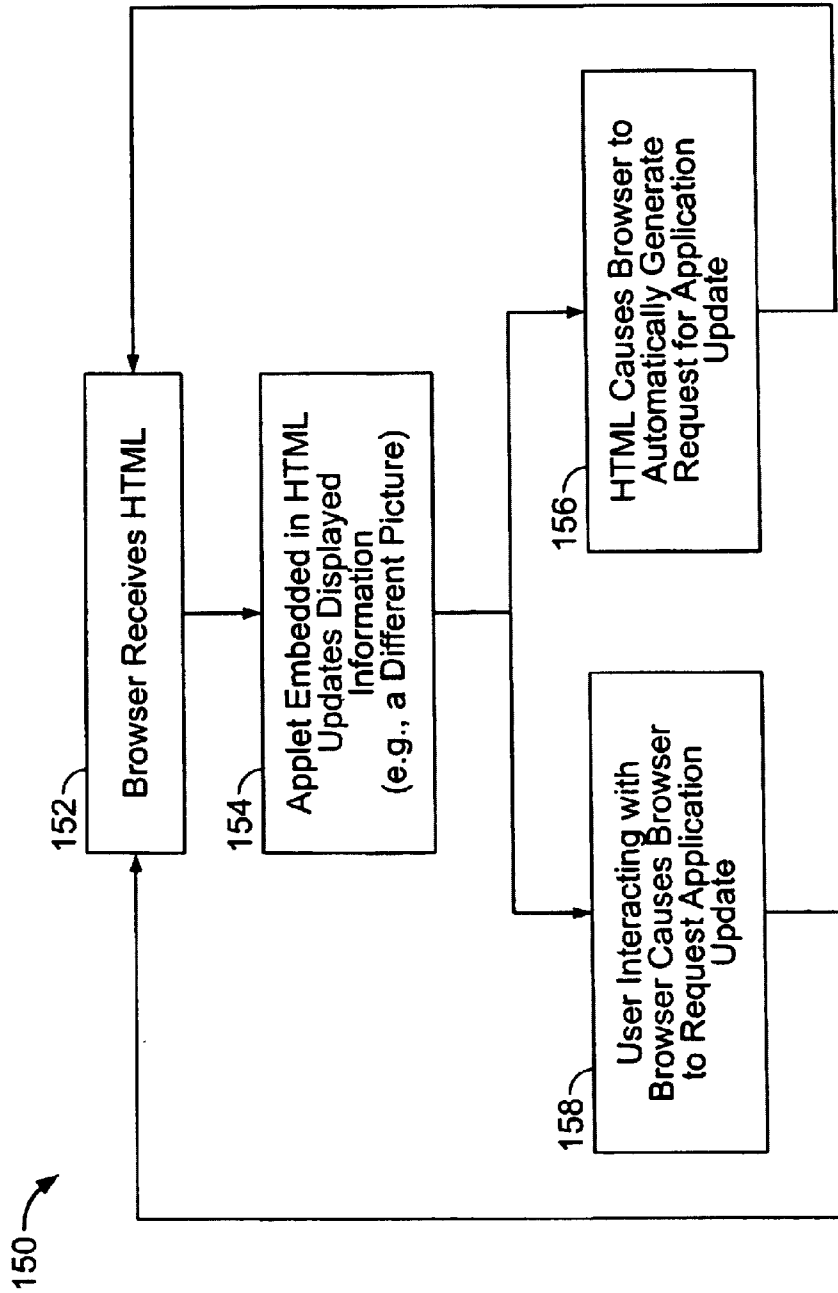 150
152
Browser Receives HTML
154
Applet Embedded in HTML
Updates Displayed
Information
(e.g., a Different Picture)
158
User Interacting with
Browser Causes Browser
to Request Application
Update
156
HTML Causes Browser to
Automatically Generate
Request for Application
Update